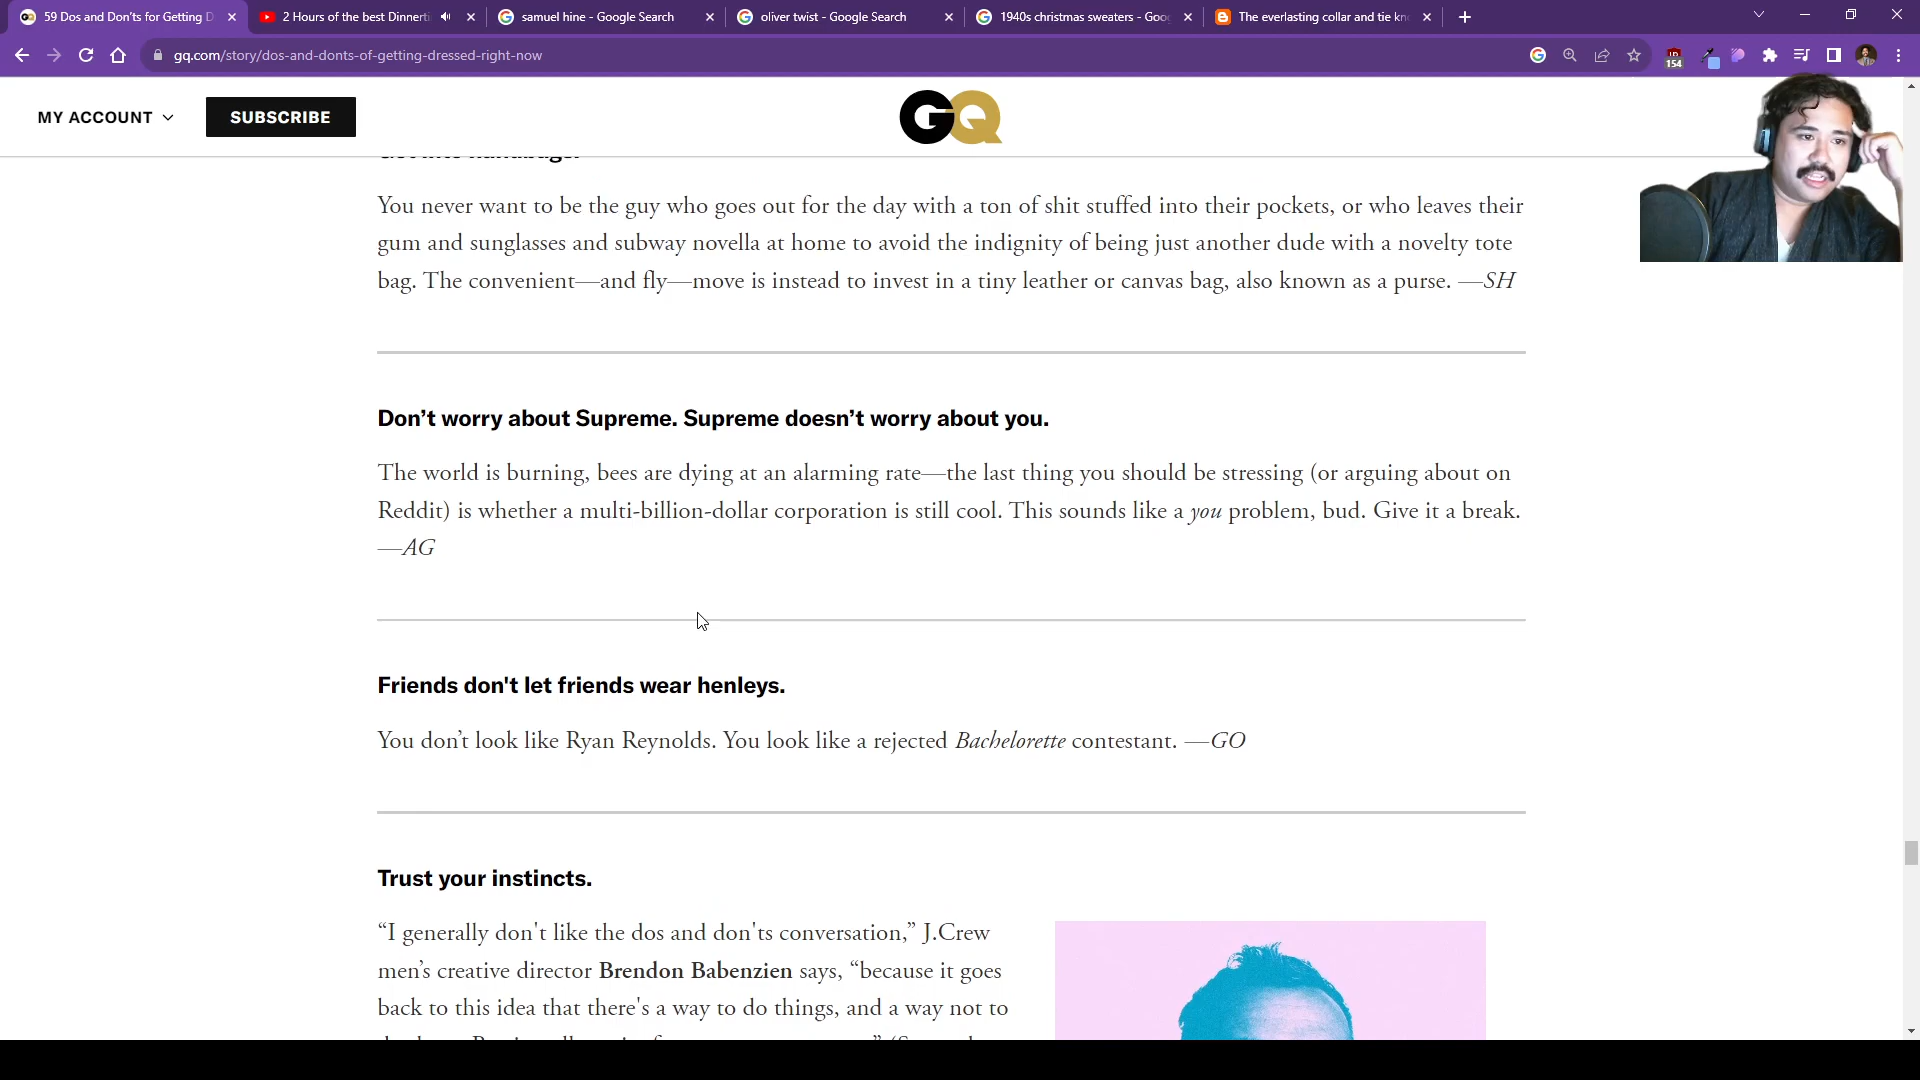 59 Dos and Don'ts for Getting D
2 Hours of the best Dinnerti
samuel hine - Google Search
oliver twist - Google Search
1940s christmas sweaters - Goo
The everlasting collar and tie kn
gq.com/story/dos-and-donts-of-getting-dressed-right-now
154
MY ACCOUNT
SUBSCRIBE
GQ
You never want to be the guy who goes out for the day with a ton of shit stuffed into their pockets, or who leaves their
gum and sunglasses and subway novella at home to avoid the indignity of being just another dude with a novelty tote
bag. The convenient—and fly—move is instead to invest in a tiny leather or canvas bag, also known as a purse. —SH
Don’t worry about Supreme. Supreme doesn’t worry about you.
The world is burning, bees are dying at an alarming rate—the last thing you should be stressing (or arguing about on
Reddit) is whether a multi-billion-dollar corporation is still cool. This sounds like a you problem, bud. Give it a break.
—AG
Friends don't let friends wear henleys.
You don’t look like Ryan Reynolds. You look like a rejected Bachelorette contestant. —GO
Trust your instincts.
“I generally don't like the dos and don'ts conversation,” J.Crew
men’s creative director Brendon Babenzien says, “because it goes
back to this idea that there's a way to do things, and a way not to